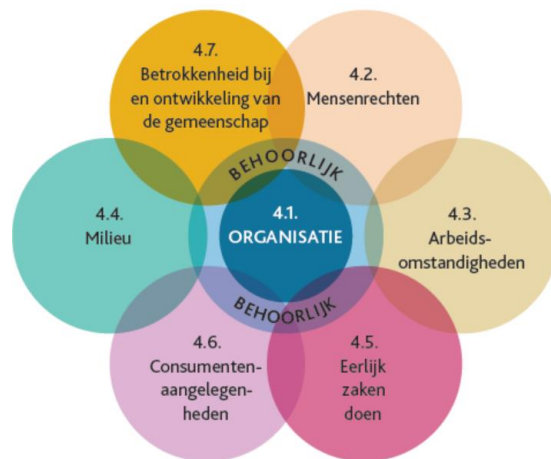 4.7.
Betrokkenheid bij
en ontwikkeling van
de gemeenschap
4.2.
Mensenrechten
BEHOORLIJK
4.4.
Milieu
4.1.
ORGANISATIE
4.3.
Arbeids-
omstandigheden
BEHOORLIJK
4.6.
Consumenten-
aangelegen-
heden
4.5.
Eerlijk
zaken
doen